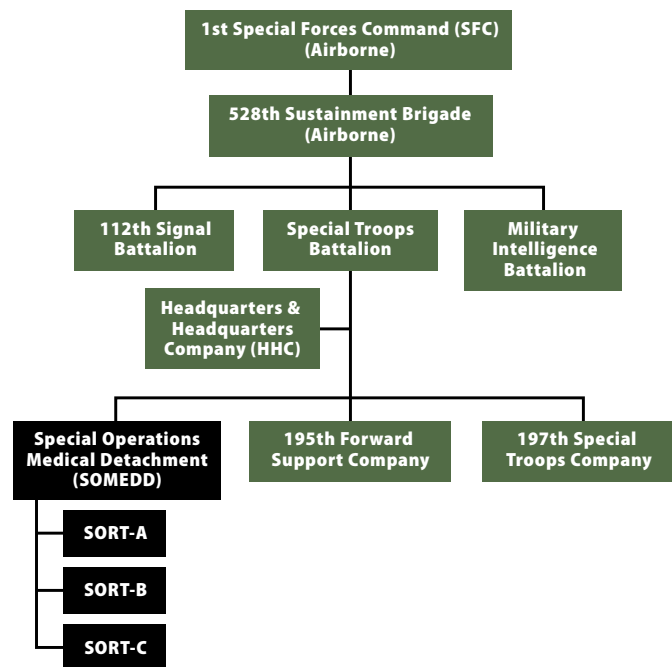 1st Special Forces Command (SFC)
(Airborne)
528th Sustainment Brigade
(Airborne)
112th Signal
Battalion
Special Troops
Battalion
Military
Intelligence
Battalion
Headquarters &
Headquarters
Company (HHC)
Special Operations
Medical Detachment
(SOMEDD)
195th Forward
Support Company
197th Special
Troops Company
SORT-A
SORT-B
SORT-C